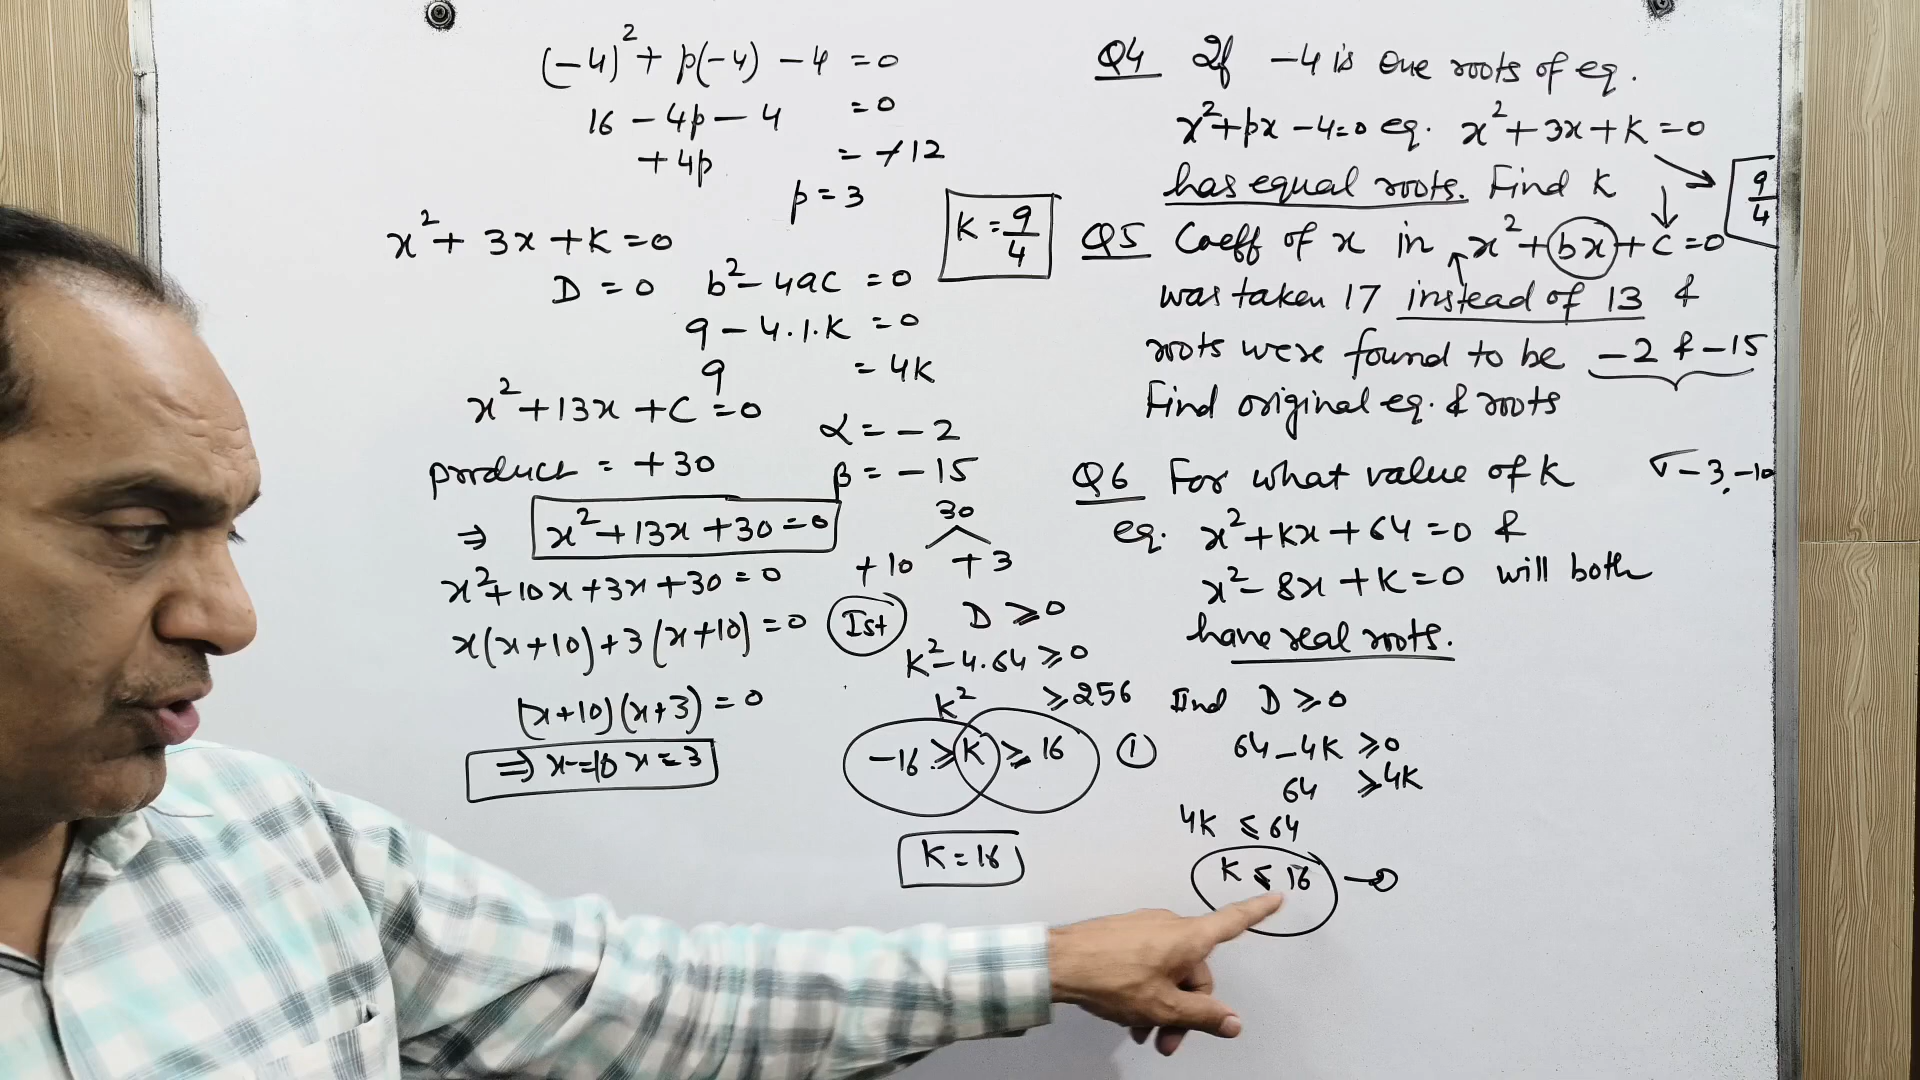 (-4)² + p(-4) - 4 = 0
16 - 4p - 4 = 0
+4p = +12
p = 3
x² + 3x + K = 0
D = 0 b² - 4ac = 0
9 - 4.1.K = 0
9 = 4K
K = 9/4
x² + 13x + C = 0
α = -2
product = +30 β = -15
⇒ x² + 13x + 30 = 0
30
+10 +3
x² + 10x + 3x + 30 = 0
x(x+10) + 3(x+10) = 0
(x+10)(x+3) = 0
⇒ x=-10 x=3
Ist D ⩾ 0
K² - 4.64 ⩾ 0
K² ⩾ 256
-16 ⩾ K ⩾ 16 ①
K = 16
Q4 If -4 is one roots of eq.
x² + px - 4 = 0 eq. x² + 3x + K = 0
has equal roots. Find K
9/4
Q5 Coeff of x in x² + bx + C = 0
was taken 17 instead of 13 &
roots were found to be -2 & -15
Find original eq. & roots
-3, -10
Q6 For what value of K
eq. x² + Kx + 64 = 0 &
x² - 8x + K = 0 will both
have real roots.
IInd D ⩾ 0
64 - 4K ⩾ 0
64 ⩾ 4K
4K ⩽ 64
K ⩽ 16